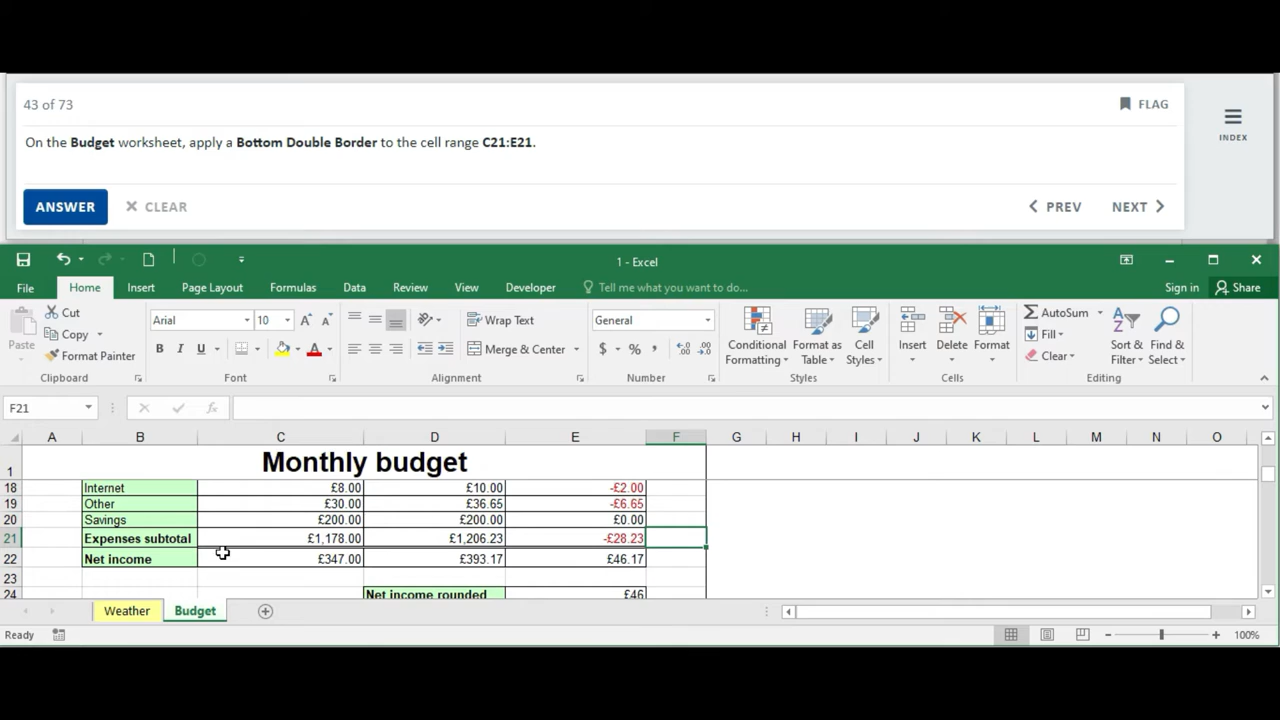 43 of 73
FLAG
INDEX
On the Budget worksheet, apply a Bottom Double Border to the cell range C21:E21.
ANSWER
CLEAR
PREV
NEXT
1 - Excel
File
Home
Insert
Page Layout
Formulas
Data
Review
View
Developer
Tell me what you want to do...
Sign in
Share
Paste
Cut
Copy
Format Painter
Clipboard
Arial
10
B I U
Font
Wrap Text
Merge & Center
Alignment
General
$ % ,
Number
Conditional Formatting
Format as Table
Cell Styles
Styles
Insert
Delete
Format
Cells
AutoSum
Fill
Clear
Sort & Filter
Find & Select
Editing
F21
fx
A B C D E F G H I J K L M N O
1 Monthly budget
18 Internet £8.00 £10.00 -£2.00
19 Other £30.00 £36.65 -£6.65
20 Savings £200.00 £200.00 £0.00
21 Expenses subtotal £1,178.00 £1,206.23 -£28.23
22 Net income £347.00 £393.17 £46.17
23
24 Net income rounded £46
Weather
Budget
Ready
100%